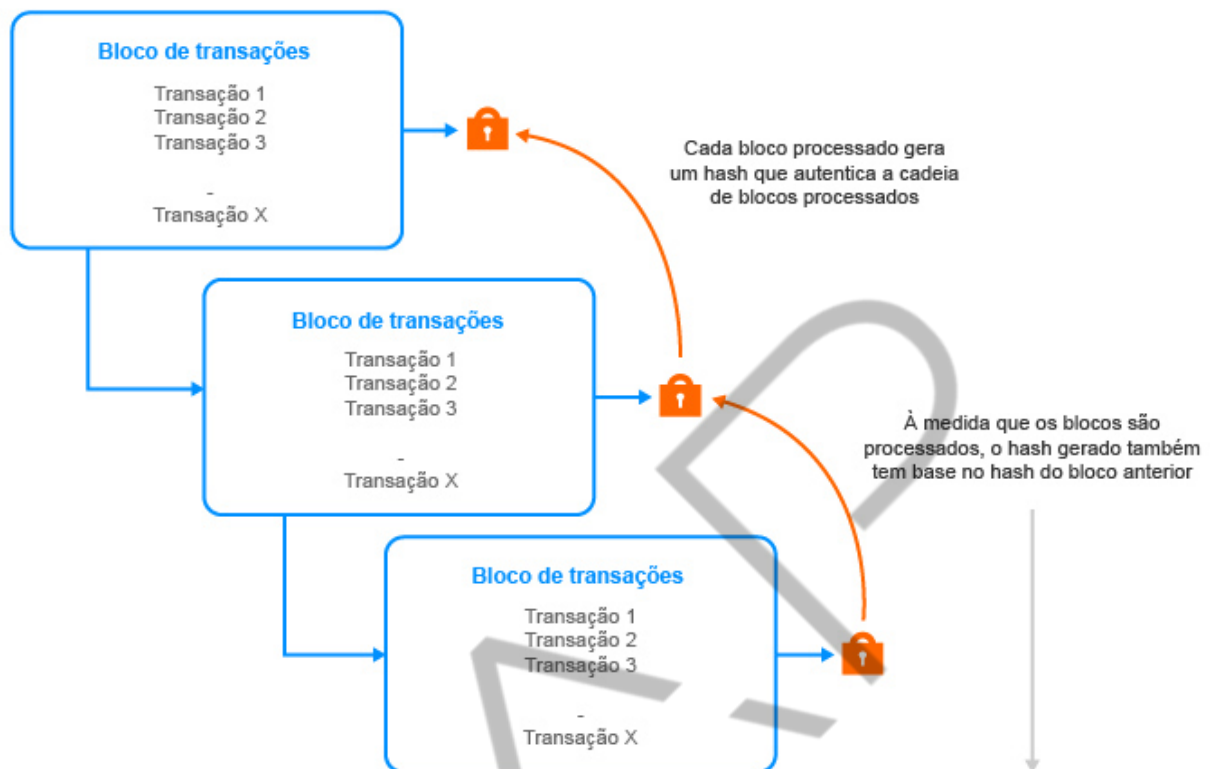 Bloco de transações
Transação 1
Transação 2
Transação 3
-
Transação X
Cada bloco processado gera
um hash que autentica a cadeia
de blocos processados
Bloco de transações
Transação 1
Transação 2
Transação 3
-
Transação X
À medida que os blocos são
processados, o hash gerado também
tem base no hash do bloco anterior
Bloco de transações
Transação 1
Transação 2
Transação 3
-
Transação X